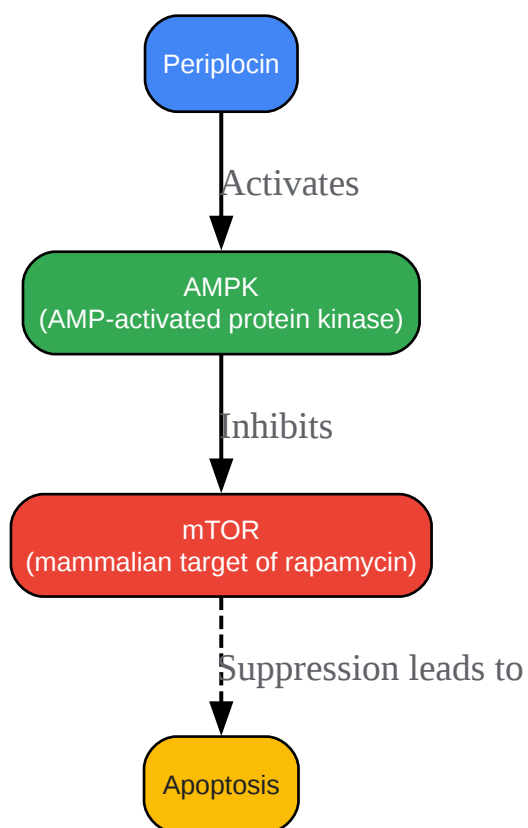 Periplocin
Activates
AMPK
(AMP-activated protein kinase)
Inhibits
mTOR
(mammalian target of rapamycin)
Suppression leads to
Apoptosis